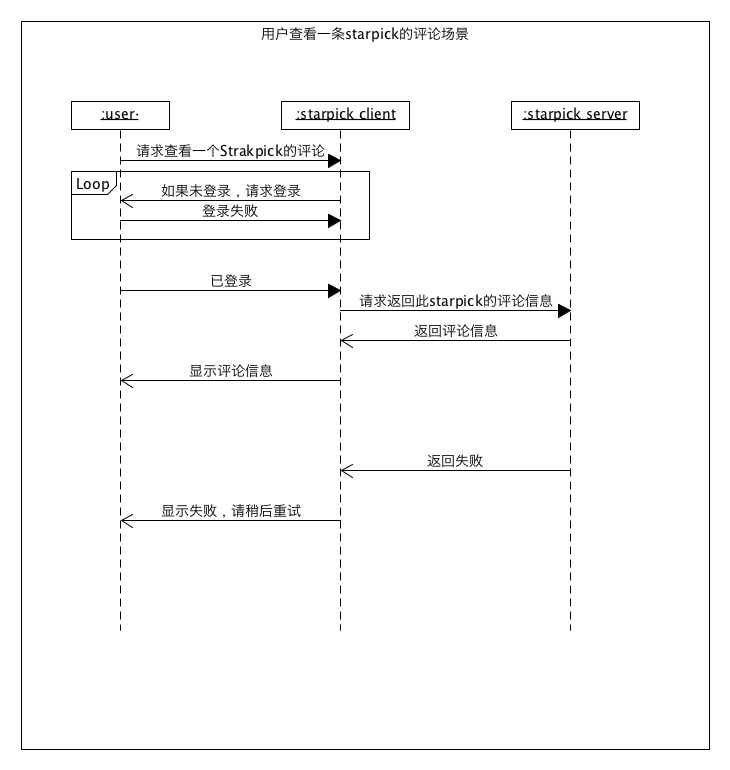 用户查看一条starpick的评论场景
:user·
:starpick client
:starpick server
请求查看一个Strakpick的评论
Loop
如果未登录，请求登录
登录失败
已登录
请求返回此starpick的评论信息
返回评论信息
显示评论信息
返回失败
显示失败，请稍后重试